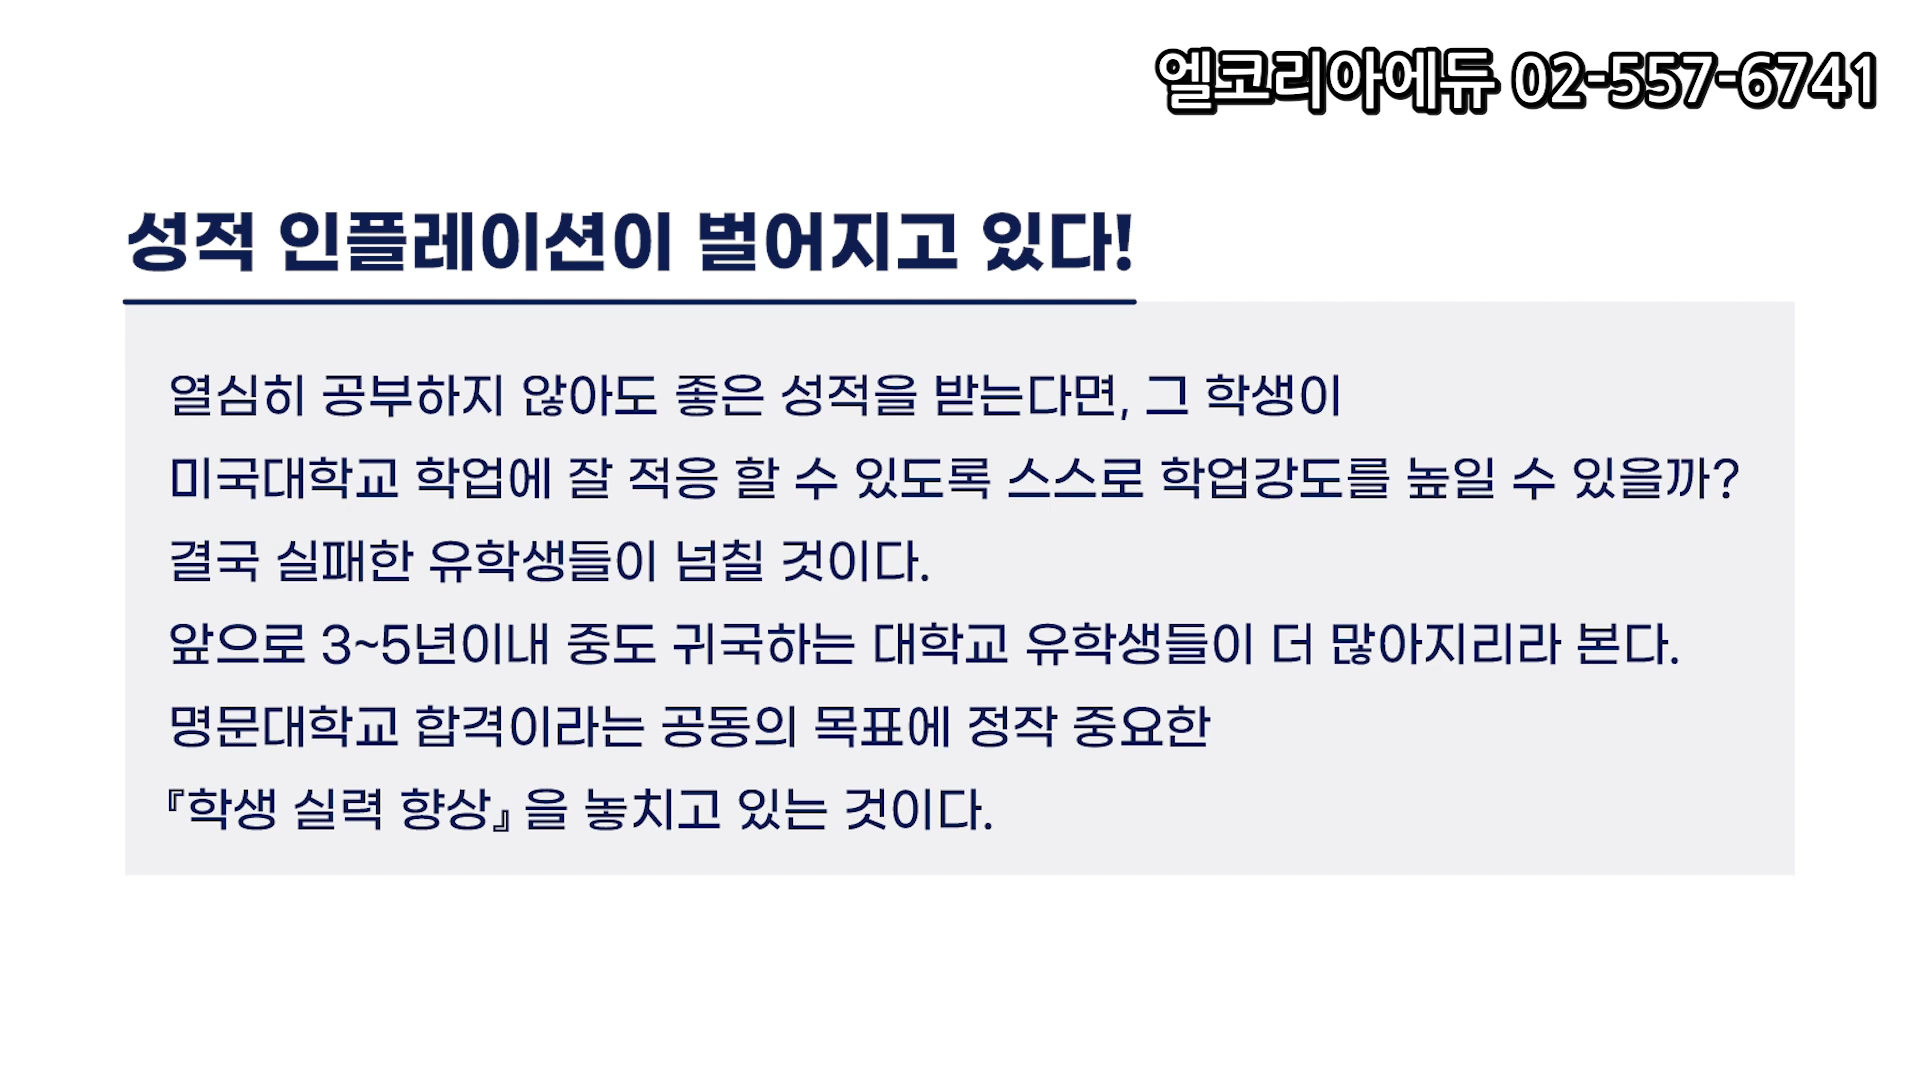 엘코리아에듀 02-557-6741
성적 인플레이션이 벌어지고 있다!
열심히 공부하지 않아도 좋은 성적을 받는다면, 그 학생이
미국대학교 학업에 잘 적응 할 수 있도록 스스로 학업강도를 높일 수 있을까?
결국 실패한 유학생들이 넘칠 것이다.
앞으로 3~5년이내 중도 귀국하는 대학교 유학생들이 더 많아지리라 본다.
명문대학교 합격이라는 공동의 목표에 정작 중요한
『학생 실력 향상』 을 놓치고 있는 것이다.